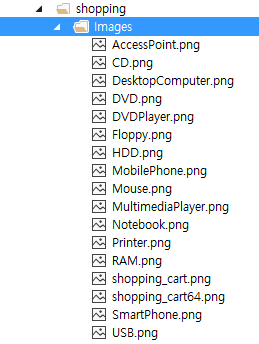 shopping
Images
AccessPoint.png
CD.png
DesktopComputer.png
DVD.png
DVDPlayer.png
Floppy.png
HDD.png
MobilePhone.png
Mouse.png
MultimediaPlayer.png
Notebook.png
Printer.png
RAM.png
shopping_cart.png
shopping_cart64.png
SmartPhone.png
USB.png